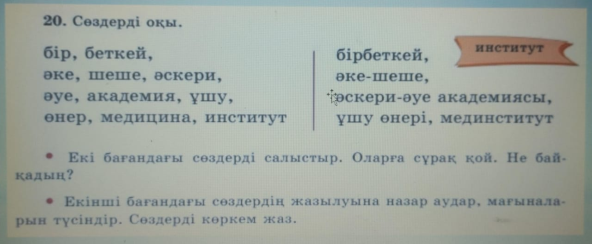 20. Сөздерді оқы.
институт
бір, беткей,
әке, шеше, әскери,
әуе, академия, ұшу,
өнер, медицина, институт
бірбеткей,
әке-шеше,
әскери-әуе академиясы,
ұшу өнері, мединститут
• Екі бағандағы сөздерді салыстыр. Оларға сұрақ қой. Не бай-
қадың?
• Екінші бағандағы сөздердің жазылуына назар аудар, мағынала-
рын түсіндір. Сөздерді көркем жаз.